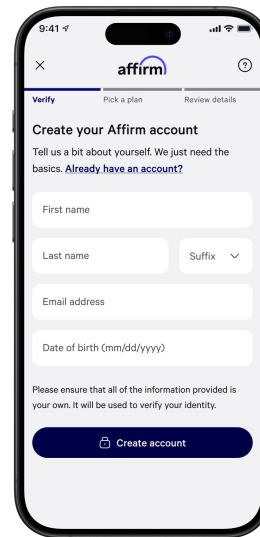 9:41
affirm
?
Verify Pick a plan Review details
Create your Affirm account
Tell us a bit about yourself. We just need the
basics. Already have an account?
First name
Last name Suffix
Email address
Date of birth (mm/dd/yyyy)
Please ensure that all of the information provided is
your own. It will be used to verify your identity.
Create account